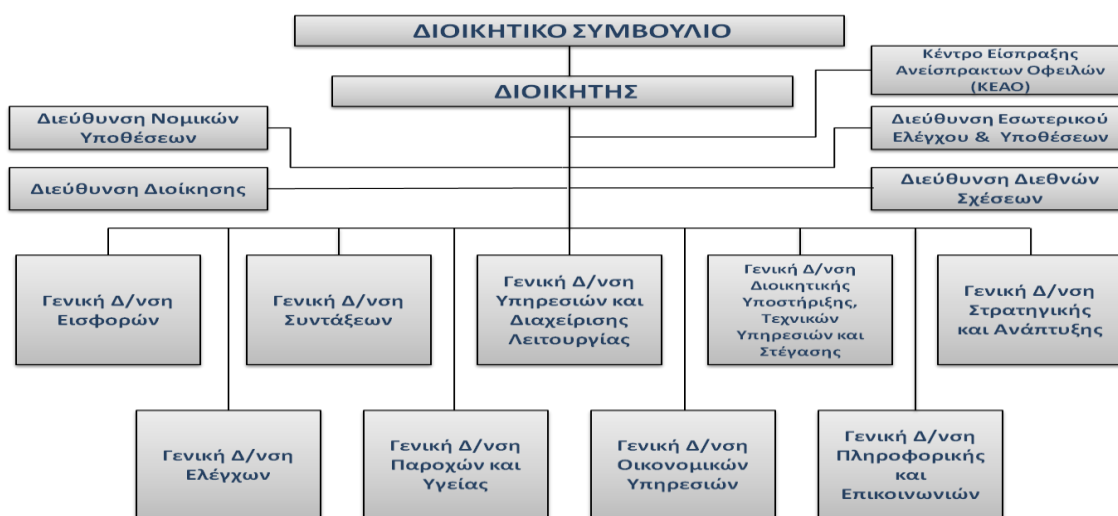 ΔΙΟΙΚΗΤΙΚΟ ΣΥΜΒΟΥΛΙΟ
ΔΙΟΙΚΗΤΗΣ
Κέντρο Είσπραξης
Ανείσπρακτων Οφειλών
(ΚΕΑΟ)
Διεύθυνση Νομικών
Υποθέσεων
Διεύθυνση Εσωτερικού
Ελέγχου & Υποθέσεων
Διεύθυνση Διοίκησης
Διεύθυνση Διεθνών
Σχέσεων
Γενική Δ/νση
Εισφορών
Γενική Δ/νση
Συντάξεων
Γενική Δ/νση
Υπηρεσιών και
Διαχείρισης
Λειτουργίας
Γενική Δ/νση
Διοικητικής
Υποστήριξης,
Τεχνικών
Υπηρεσιών και
Στέγασης
Γενική Δ/νση
Στρατηγικής
και Ανάπτυξης
Γενική Δ/νση
Ελέγχων
Γενική Δ/νση
Παροχών και
Υγείας
Γενική Δ/νση
Οικονομικών
Υπηρεσιών
Γενική Δ/νση
Πληροφορικής
και
Επικοινωνιών